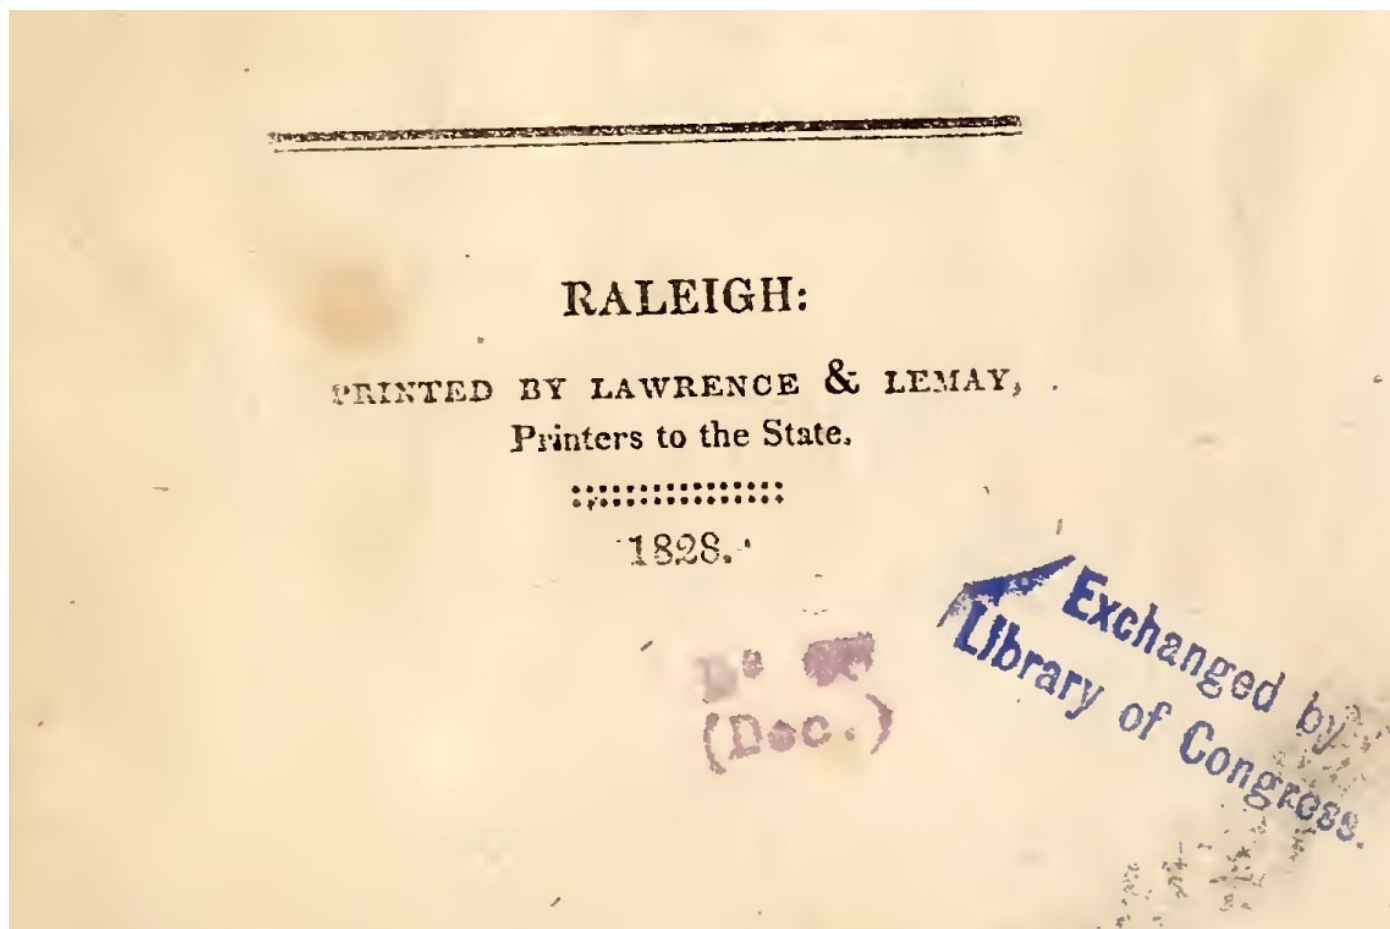 RALEIGH:
PRINTED BY LAWRENCE & LEMAY,
Printers to the State.
1828.
(Doc.)
Exchanged by
Library of Congress.